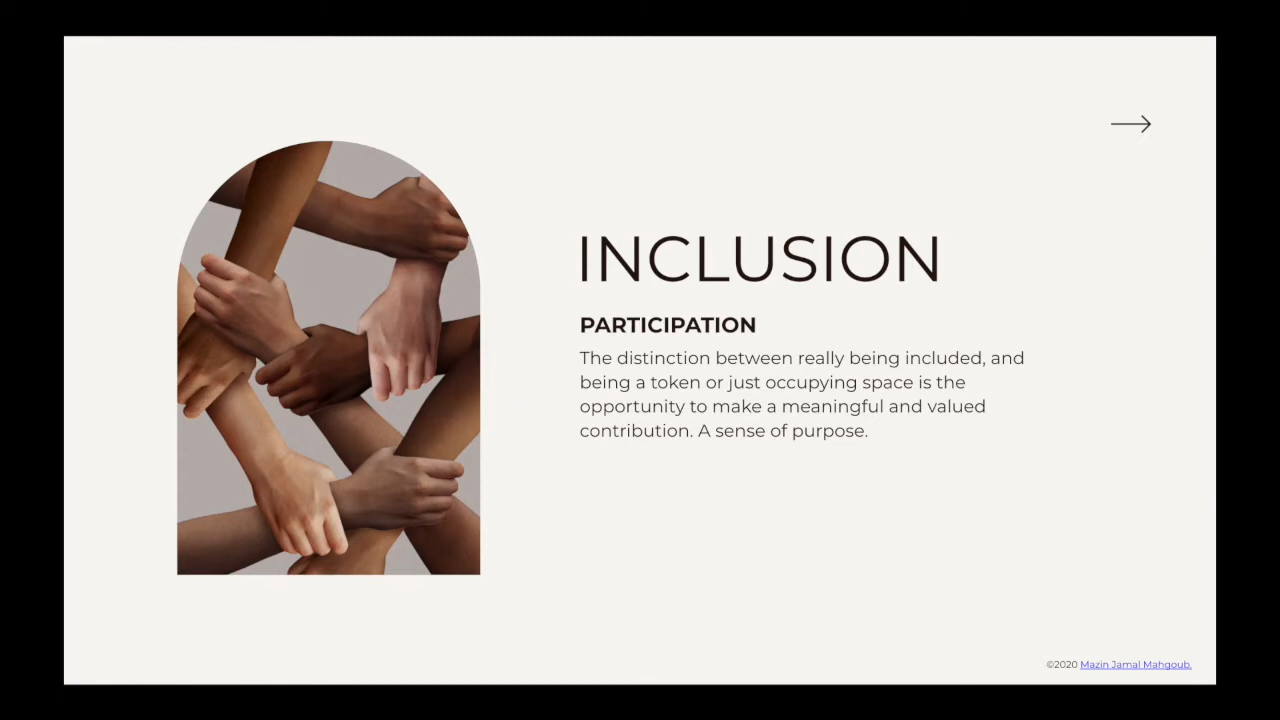 INCLUSION
PARTICIPATION
The distinction between really being included, and
being a token or just occupying space is the
opportunity to make a meaningful and valued
contribution. A sense of purpose.
©2020 Mazin Jamal Mahgoub.